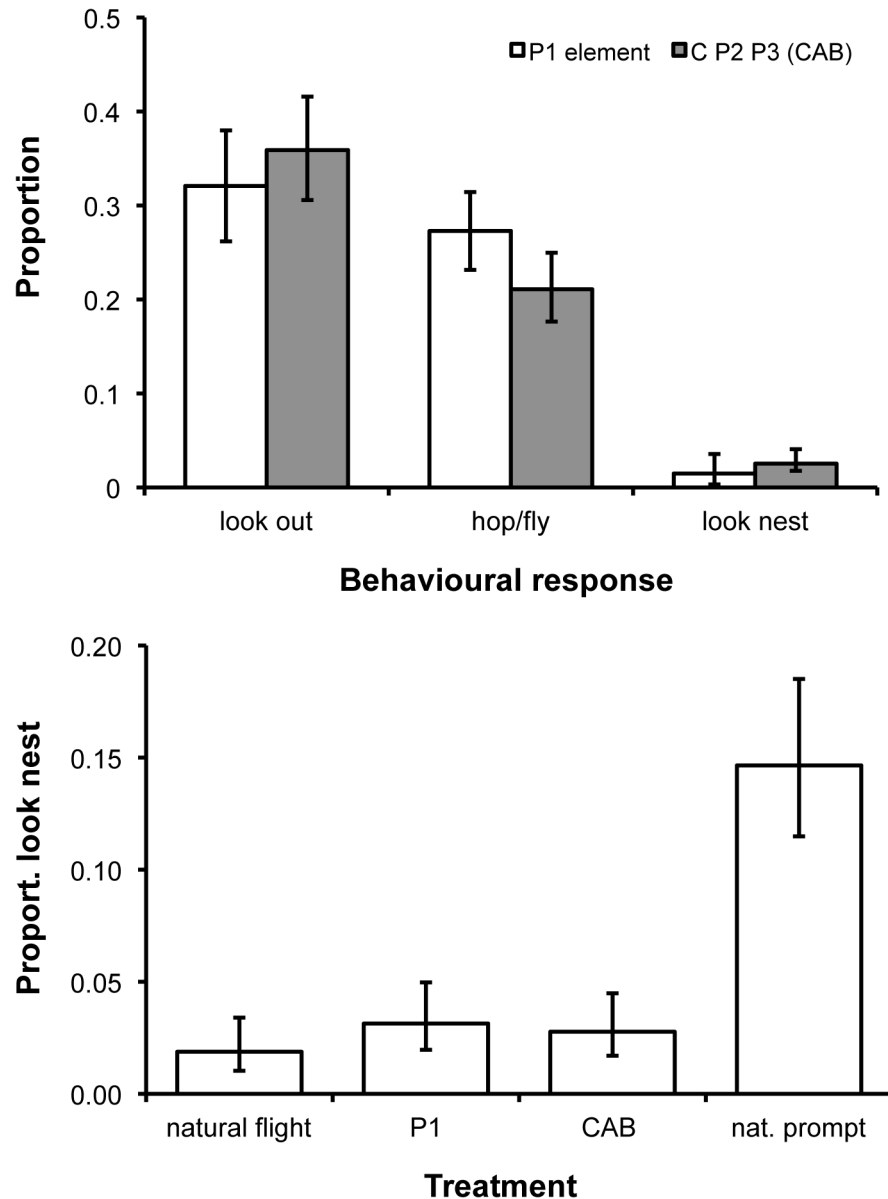 0.5
P1 element C P2 P3 (CAB)
0.4
0.3
0.2
0.1
0
Proportion
look out hop/fly look nest
Behavioural response
0.20
0.15
0.10
0.05
0.00
Proport. look nest
natural flight P1 CAB nat. prompt
Treatment